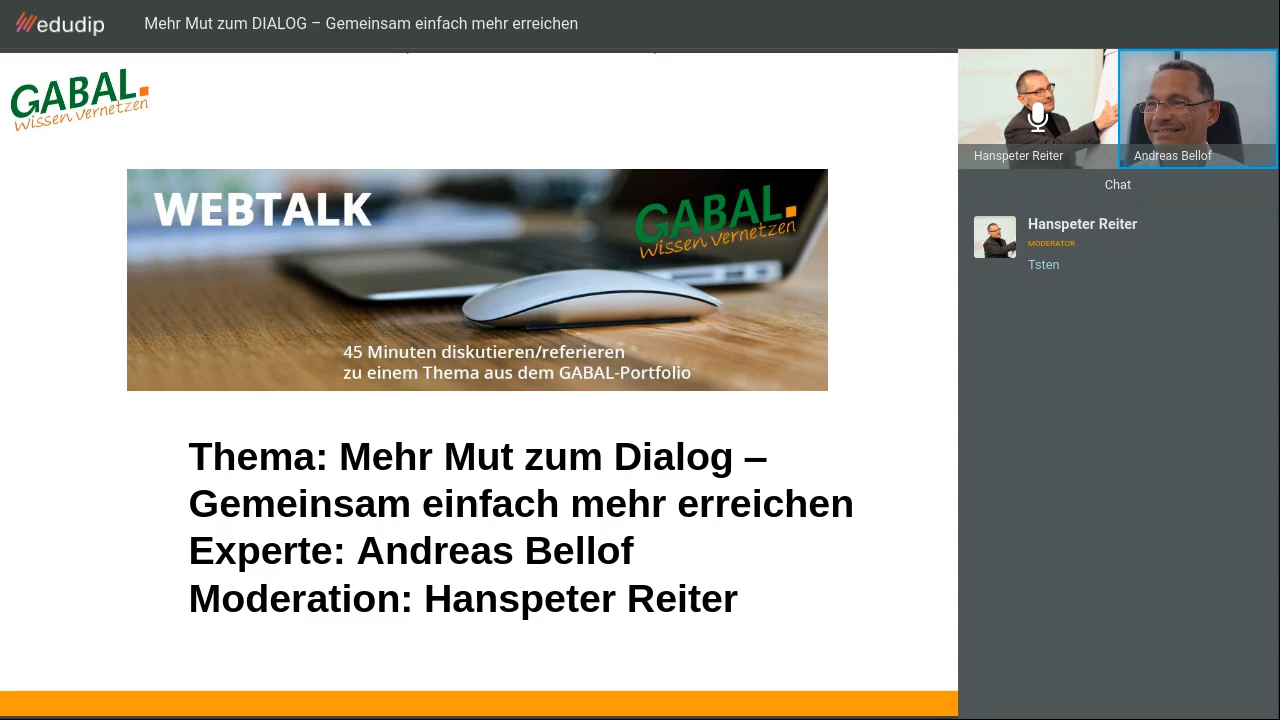 edudip
Mehr Mut zum DIALOG – Gemeinsam einfach mehr erreichen
GABAL.
Wissen vernetzen
WEBTALK
GABAL.
Wissen vernetzen
45 Minuten diskutieren/referieren
zu einem Thema aus dem GABAL-Portfolio
Thema: Mehr Mut zum Dialog –
Gemeinsam einfach mehr erreichen
Experte: Andreas Bellof
Moderation: Hanspeter Reiter
Hanspeter Reiter
Andreas Bellof
Chat
Hanspeter Reiter
MODERATOR
Tsten